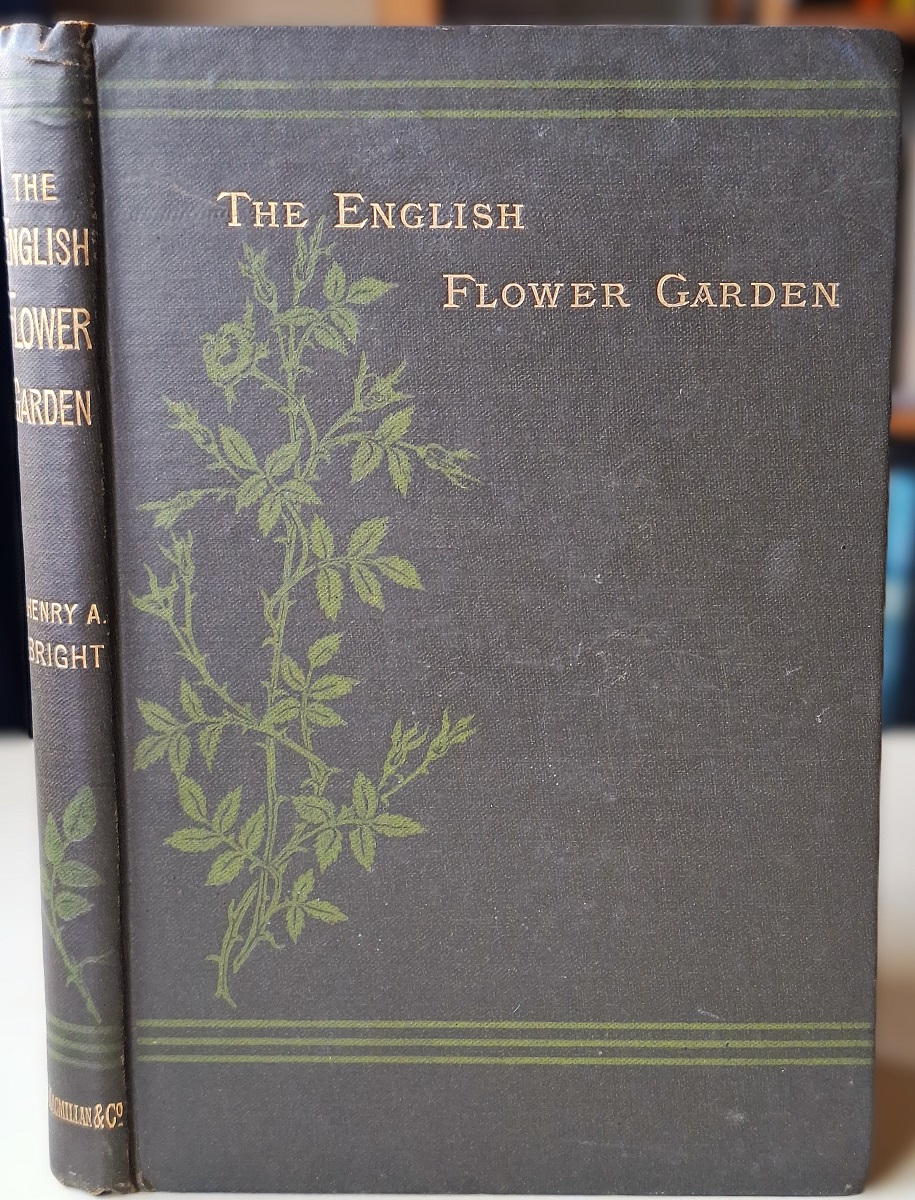 THE
ENGLISH
FLOWER
GARDEN
HENRY A.
BRIGHT
MACMILLAN & Co
THE ENGLISH
FLOWER GARDEN